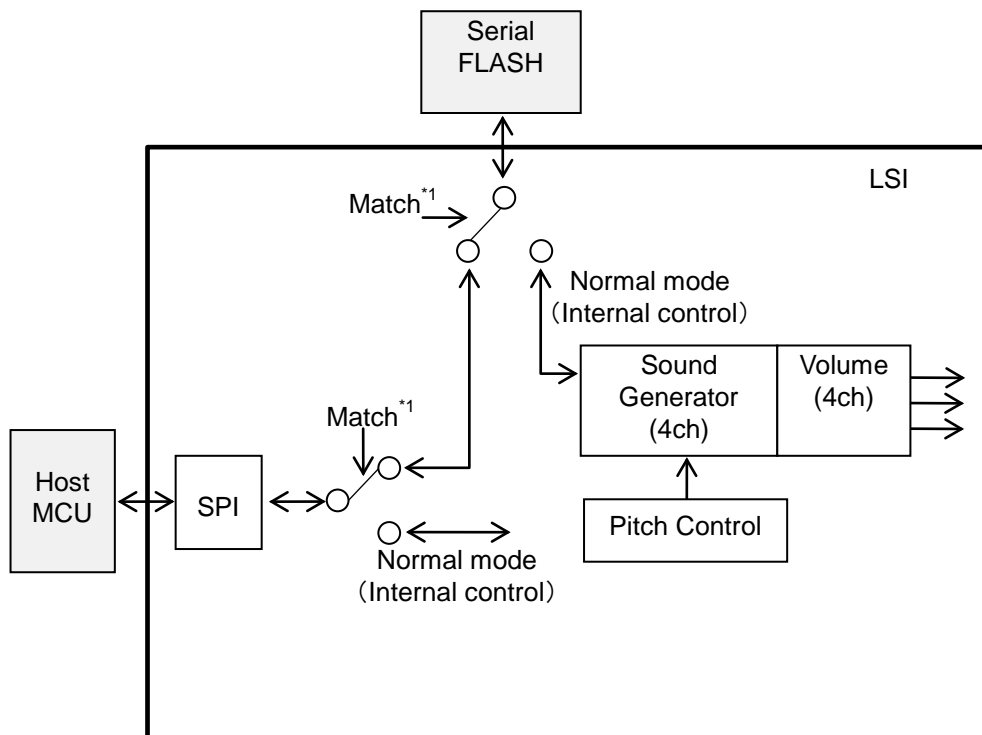 Serial
FLASH
LSI
Match*1
Normal mode
（Internal control）
Sound
Generator
(4ch)
Volume
(4ch)
Match*1
Host
MCU
SPI
Pitch Control
Normal mode
（Internal control）